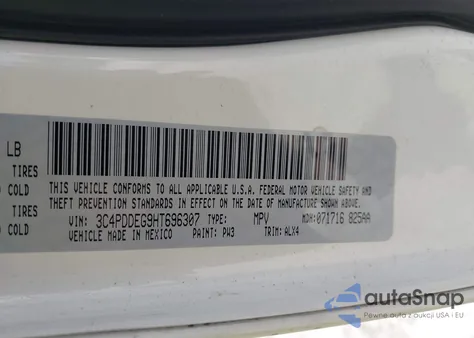 LB
TIRES
COLD
TIRES
COLD
THIS VEHICLE CONFORMS TO ALL APPLICABLE U.S.A. FEDERAL MOTOR VEHICLE SAFETY AND
THEFT PREVENTION STANDARDS IN EFFECT ON THE DATE OF MANUFACTURE SHOWN ABOVE.
VIN: 3C4PDDEG9HT696307 TYPE: MPV MDH: 071716 825AA
VEHICLE MADE IN MEXICO PAINT: PW3 TRIM: ALX4
autoSnap
Pewne auta z aukcji USA i EU